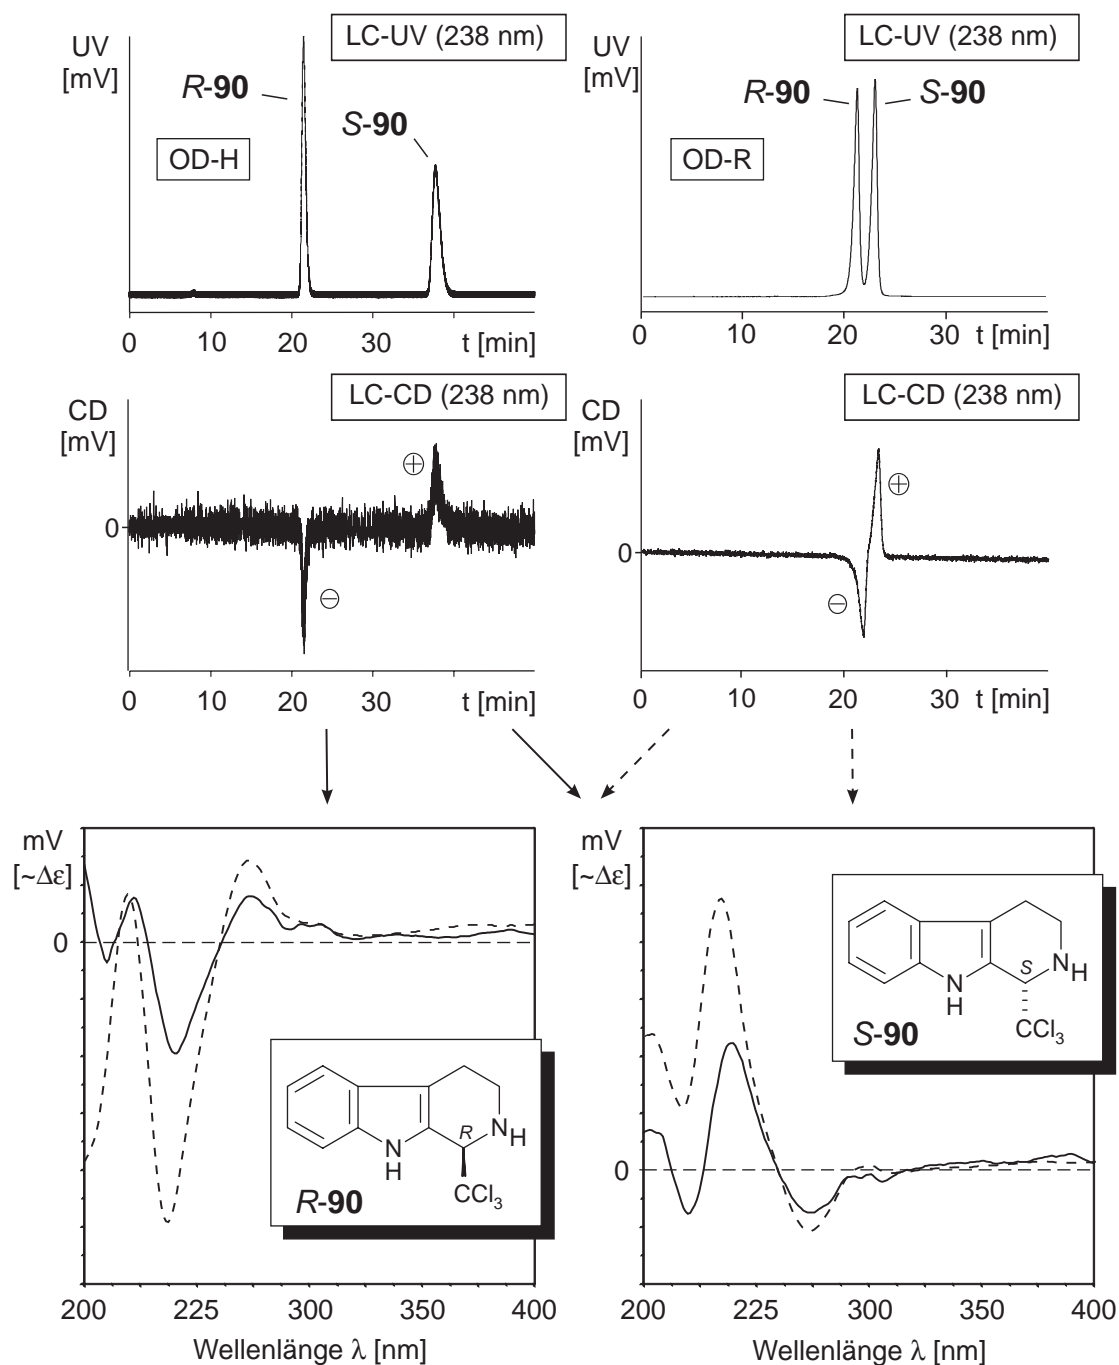 UV
[mV]
LC-UV (238 nm)
R-90
S-90
OD-H
0 10 20 30 t [min]
UV
[mV]
LC-UV (238 nm)
R-90 S-90
OD-R
0 10 20 30 t [min]
CD
[mV]
LC-CD (238 nm)
+
0
−
0 10 20 30 t [min]
CD
[mV]
LC-CD (238 nm)
+
0
−
0 10 20 30 t [min]
mV
[~Δε]
0
N
H
R
N
H
CCl3
R-90
200 225 300 350 400
Wellenlänge λ [nm]
mV
[~Δε]
0
N
H
S
N
H
CCl3
S-90
200 225 300 350 400
Wellenlänge λ [nm]